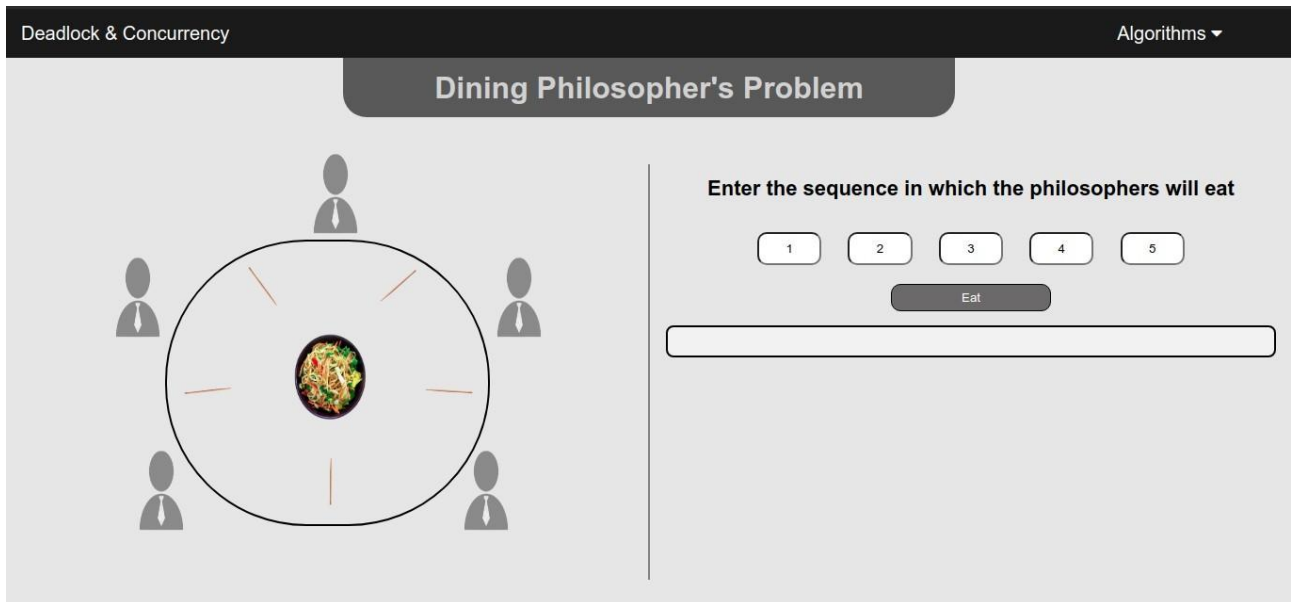 Deadlock & Concurrency
Algorithms
Dining Philosopher's Problem
Enter the sequence in which the philosophers will eat
1 2 3 4 5
Eat